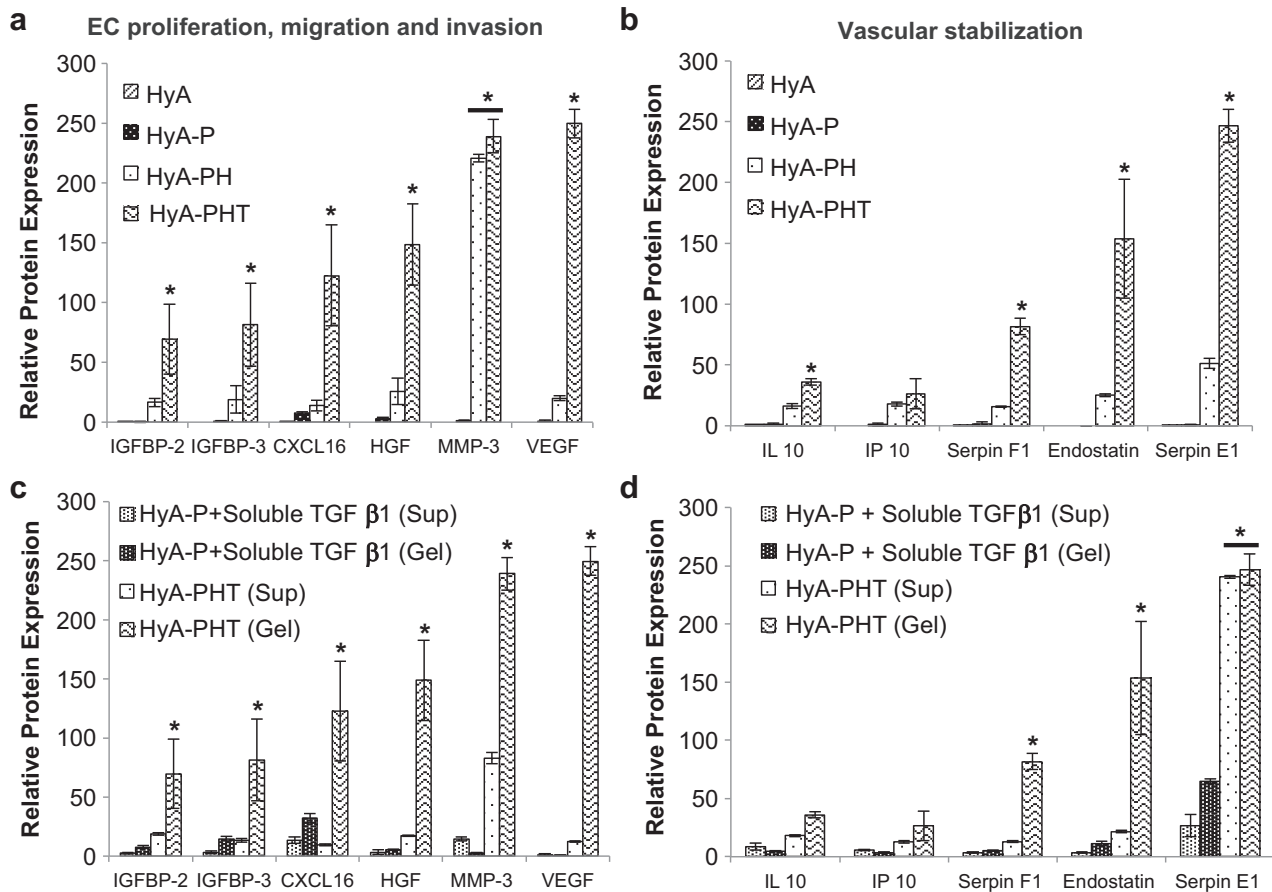 a
EC proliferation, migration and invasion
Relative Protein Expression
300
250
200
150
100
50
0
HyA
HyA-P
HyA-PH
HyA-PHT
*
*
*
*
*
*
IGFBP-2 IGFBP-3 CXCL16 HGF MMP-3 VEGF
b
Vascular stabilization
Relative Protein Expression
300
250
200
150
100
50
0
HyA
HyA-P
HyA-PH
HyA-PHT
*
*
*
*
IL 10 IP 10 Serpin F1 Endostatin Serpin E1
c
Relative Protein Expression
300
250
200
150
100
50
0
HyA-P+Soluble TGF β1 (Sup)
HyA-P+Soluble TGF β1 (Gel)
HyA-PHT (Sup)
HyA-PHT (Gel)
*
*
*
*
*
*
IGFBP-2 IGFBP-3 CXCL16 HGF MMP-3 VEGF
d
Relative Protein Expression
300
250
200
150
100
50
0
HyA-P + Soluble TGFβ1 (Sup)
HyA-P + Soluble TGF β1 (Gel)
HyA-PHT (Sup)
HyA-PHT (Gel)
*
*
*
IL 10 IP 10 Serpin F1 Endostatin Serpin E1